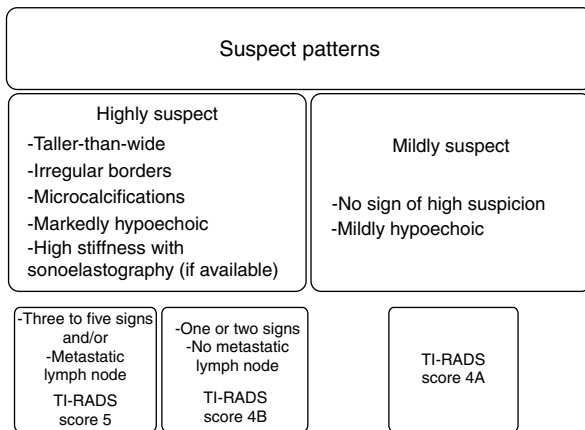 Suspect patterns
Highly suspect
-Taller-than-wide
-Irregular borders
-Microcalcifications
-Markedly hypoechoic
-High stiffness with
sonoelastography (if available)
Mildly suspect
-No sign of high suspicion
-Mildly hypoechoic
-Three to five signs
and/or
-Metastatic
lymph node
TI-RADS
score 5
-One or two signs
-No metastatic
lymph node
TI-RADS
score 4B
TI-RADS
score 4A